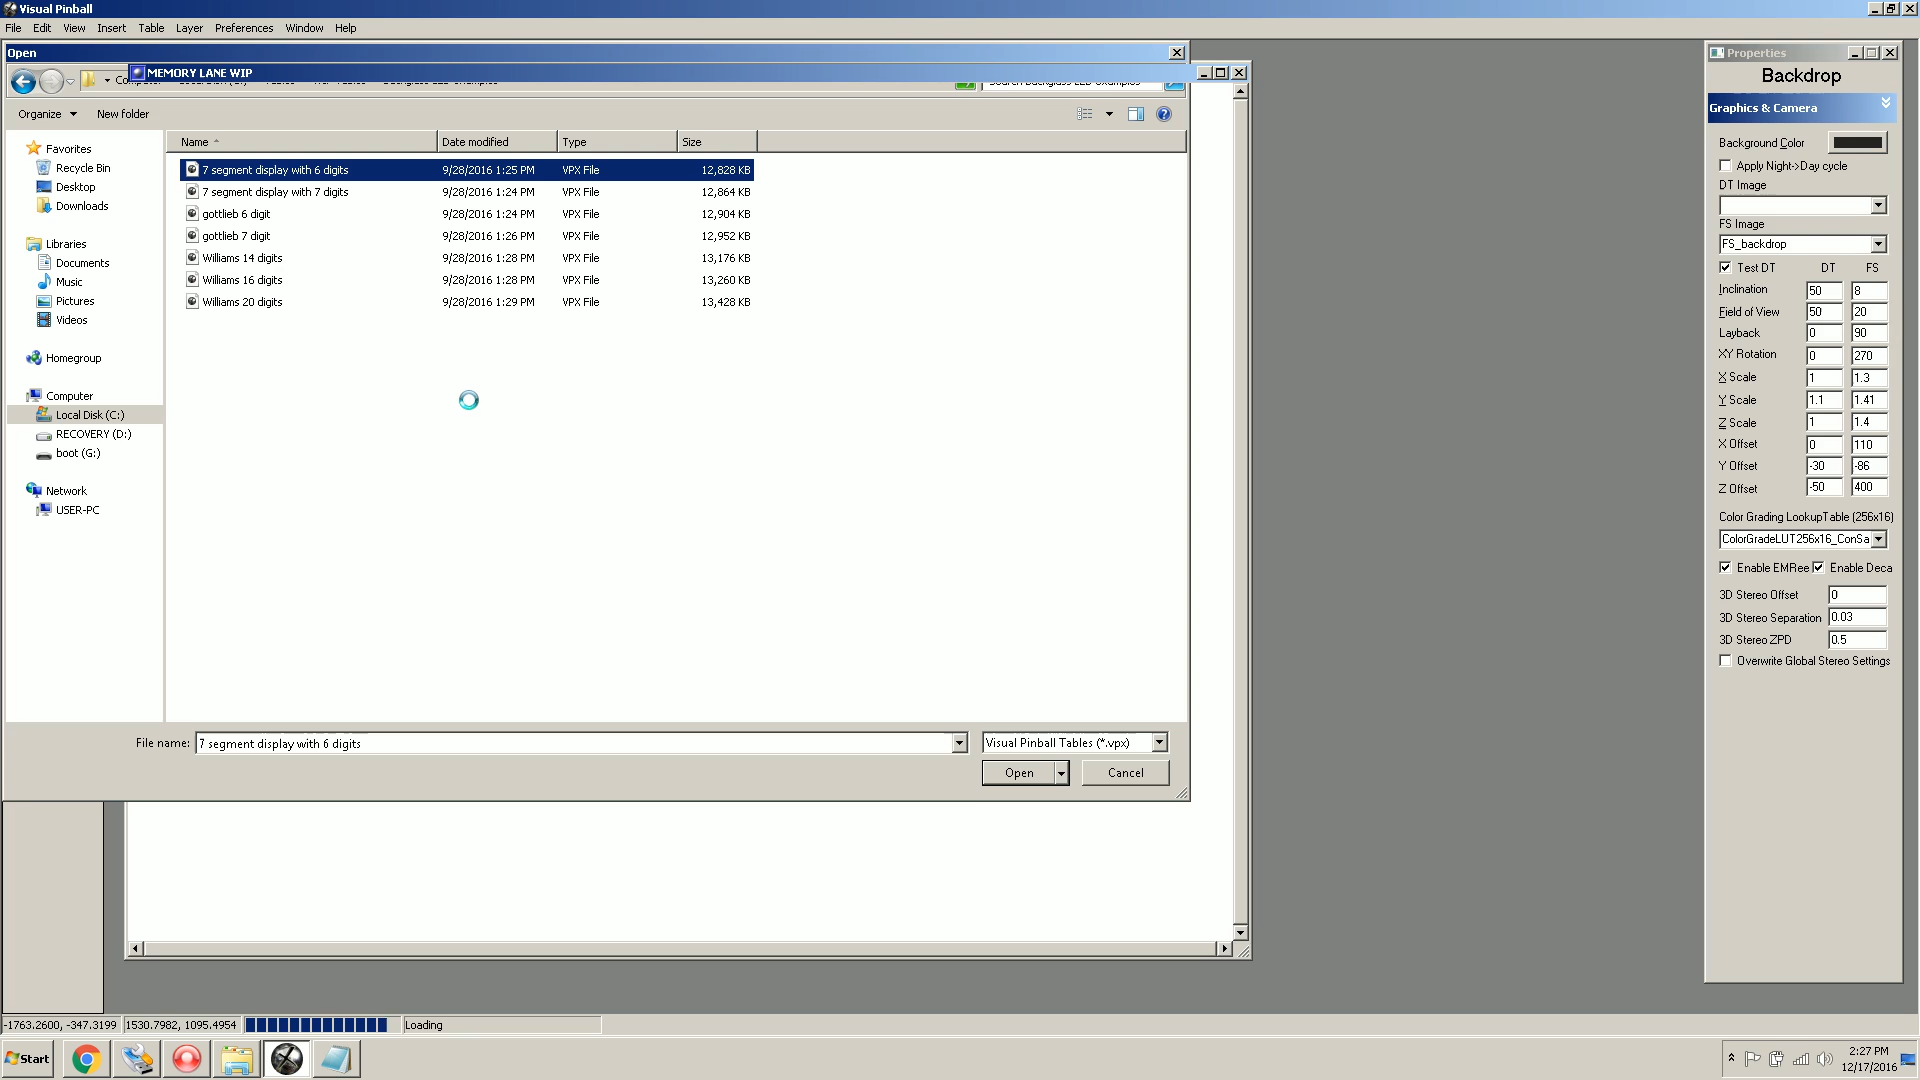 Visual Pinball
File Edit View Insert Table Layer Preferences Window Help
Open
MEMORY LANE WIP
Organize New folder
Name Date modified Type Size
7 segment display with 6 digits 9/28/2016 1:25 PM VPX File 12,828 KB
7 segment display with 7 digits 9/28/2016 1:24 PM VPX File 12,864 KB
gottlieb 6 digit 9/28/2016 1:24 PM VPX File 12,904 KB
gottlieb 7 digit 9/28/2016 1:26 PM VPX File 12,952 KB
Williams 14 digits 9/28/2016 1:28 PM VPX File 13,176 KB
Williams 16 digits 9/28/2016 1:28 PM VPX File 13,260 KB
Williams 20 digits 9/28/2016 1:29 PM VPX File 13,428 KB
Favorites
Recycle Bin
Desktop
Downloads
Libraries
Documents
Music
Pictures
Videos
Homegroup
Computer
Local Disk (C:)
RECOVERY (D:)
boot (G:)
Network
USER-PC
File name: 7 segment display with 6 digits Visual Pinball Tables (*.vpx)
Open Cancel
Properties
Backdrop
Graphics & Camera
Background Color
Apply Night->Day cycle
DT Image
FS Image
FS_backdrop
Test DT DT FS
Inclination 50 8
Field of View 50 20
Layback 0 90
XY Rotation 0 270
X Scale 1 1.3
Y Scale 1.1 1.41
Z Scale 1 1.4
X Offset 0 110
Y Offset -30 -86
Z Offset -50 400
Color Grading LookupTable (256x16)
ColorGradeLUT256x16_ConSa
Enable EMRee Enable Deca
3D Stereo Offset 0
3D Stereo Separation 0.03
3D Stereo ZPD 0.5
Overwrite Global Stereo Settings
-1763.2600, -347.3199 1530.7982, 1095.4954 Loading
Start
2:27 PM
12/17/2016